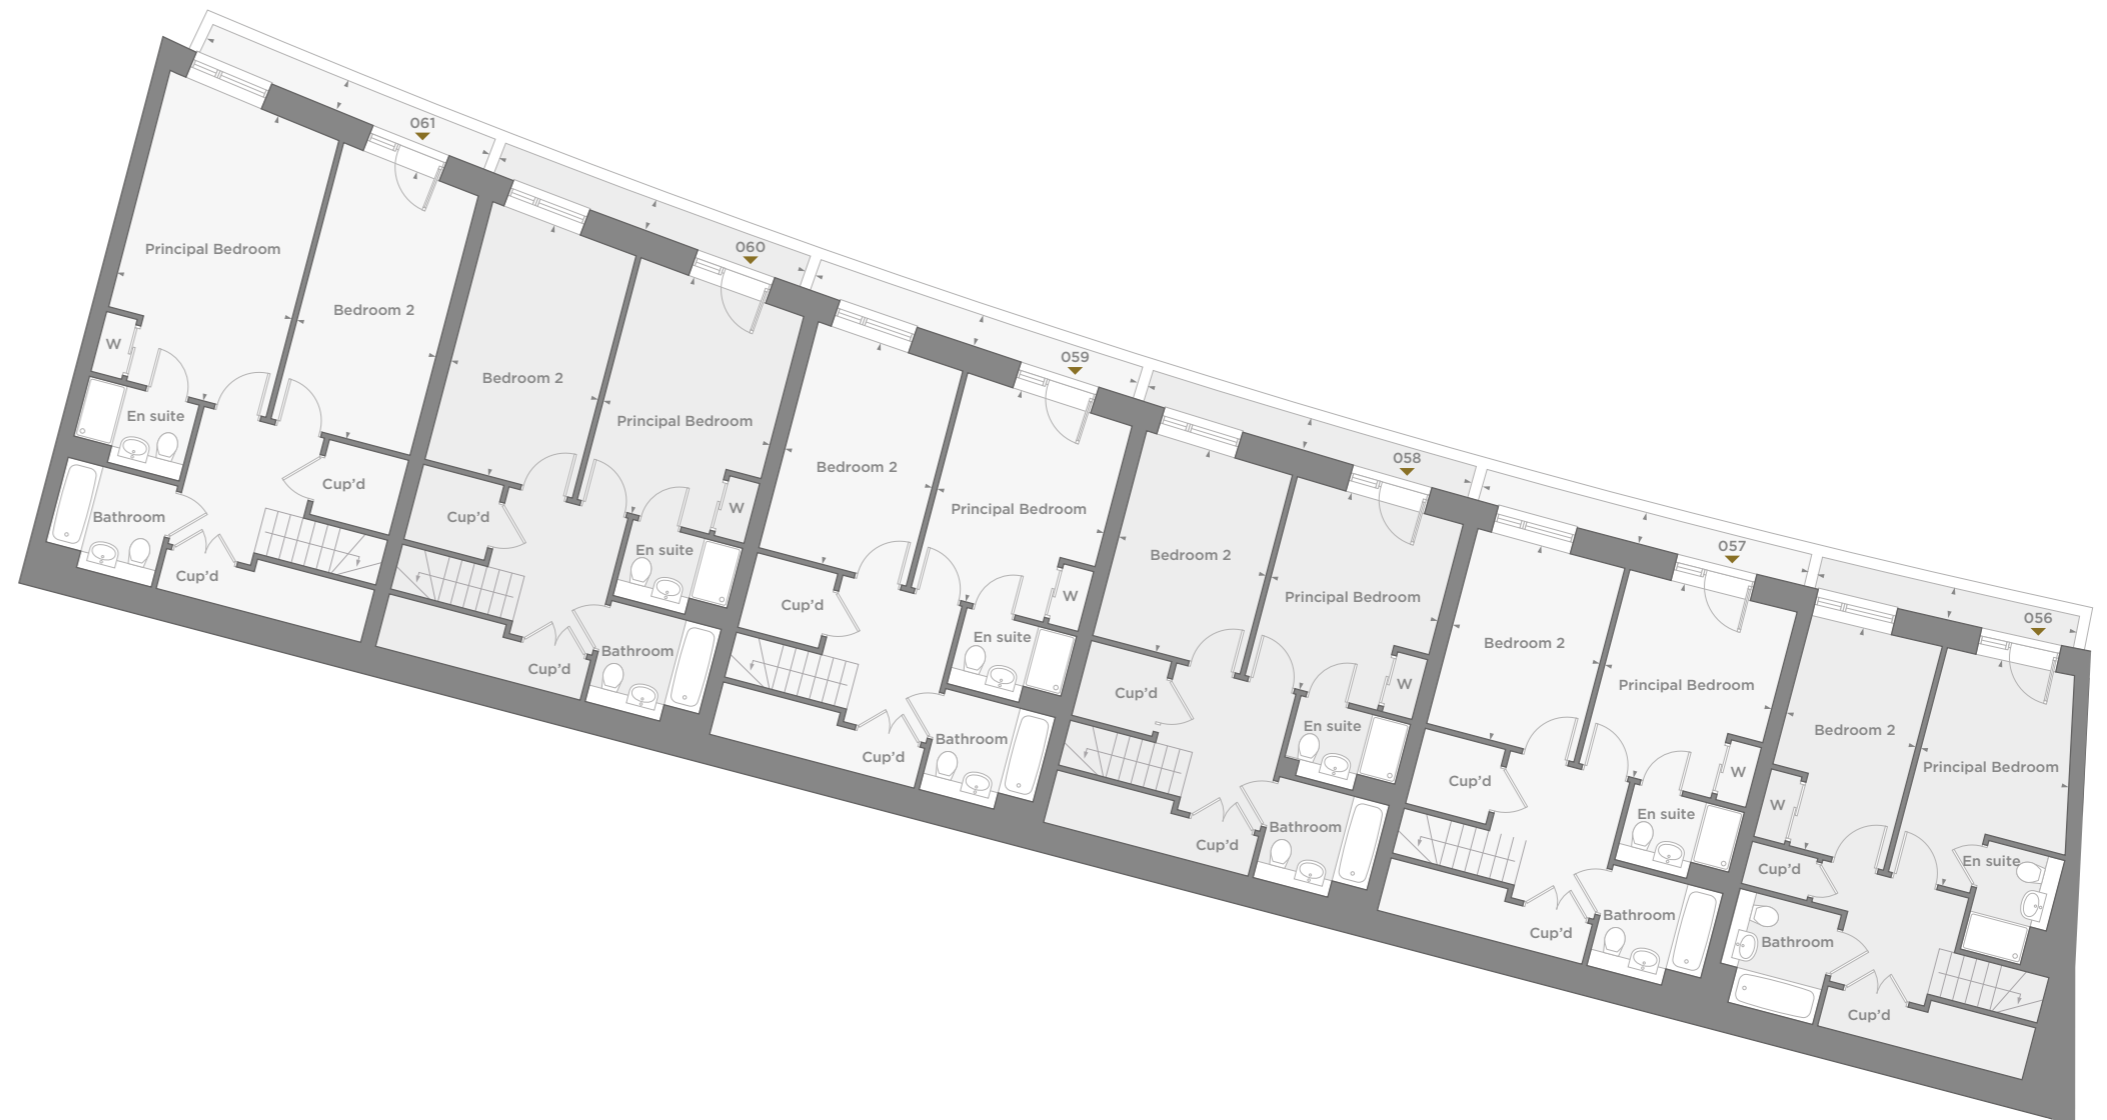 061
Principal Bedroom
Bedroom 2
W
En suite
Cup'd
Bathroom
Cup'd
060
Bedroom 2
Principal Bedroom
W
Cup'd
En suite
Bathroom
Cup'd
059
Bedroom 2
Principal Bedroom
W
Cup'd
En suite
Bathroom
Cup'd
058
Bedroom 2
Principal Bedroom
W
Cup'd
En suite
Bathroom
Cup'd
057
Bedroom 2
Principal Bedroom
W
Cup'd
En suite
Bathroom
Cup'd
056
Bedroom 2
Principal Bedroom
W
Cup'd
En suite
Bathroom
Cup'd